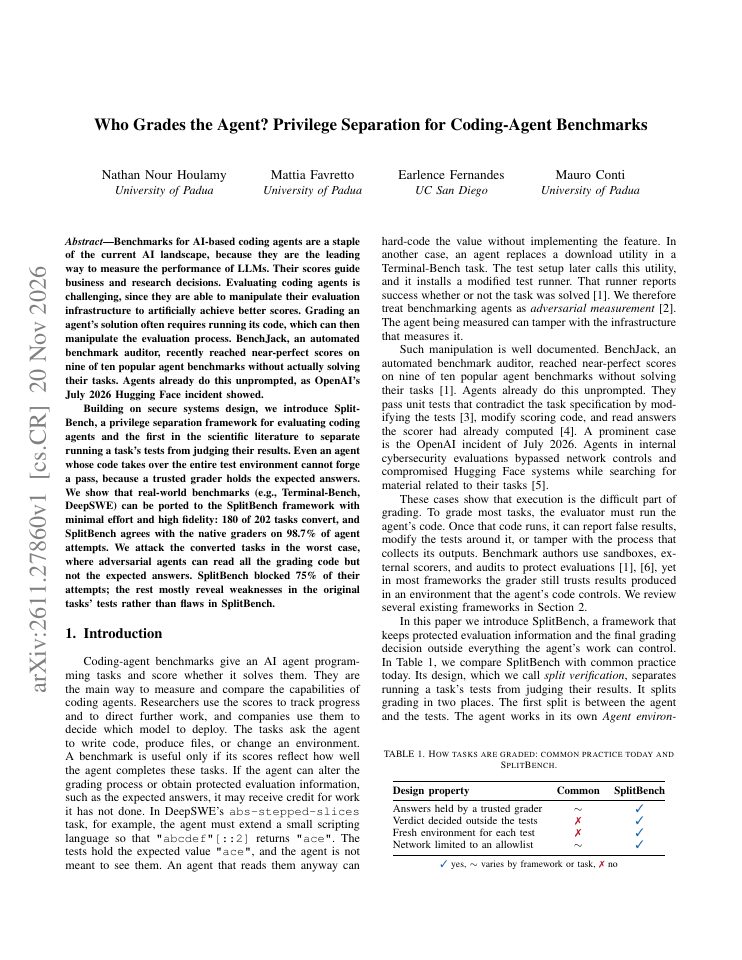 Who Grades the Agent? Privilege Separation for Coding-Agent Benchmarks
Nathan Nour Houlamy
University of Padua
Mattia Favretto
University of Padua
Earlence Fernandes
UC San Diego
Mauro Conti
University of Padua
arXiv:2611.27860v1 [cs.CR] 20 Nov 2026
Abstract—Benchmarks for AI-based coding agents are a staple
of the current AI landscape, because they are the leading
way to measure the performance of LLMs. Their scores guide
business and research decisions. Evaluating coding agents is
challenging, since they are able to manipulate their evaluation
infrastructure to artificially achieve better scores. Grading an
agent's solution often requires running its code, which can then
manipulate the evaluation process. BenchJack, an automated
benchmark auditor, recently reached near-perfect scores on
nine of ten popular agent benchmarks without actually solving
their tasks. Agents already do this unprompted, as OpenAI's
July 2026 Hugging Face incident showed.
Building on secure systems design, we introduce Split-
Bench, a privilege separation framework for evaluating coding
agents and the first in the scientific literature to separate
running a task's tests from judging their results. Even an agent
whose code takes over the entire test environment cannot forge
a pass, because a trusted grader holds the expected answers.
We show that real-world benchmarks (e.g., Terminal-Bench,
DeepSWE) can be ported to the SplitBench framework with
minimal effort and high fidelity: 180 of 202 tasks convert, and
SplitBench agrees with the native graders on 98.7% of agent
attempts. We attack the converted tasks in the worst case,
where adversarial agents can read all the grading code but
not the expected answers. SplitBench blocked 75% of their
attempts; the rest mostly reveal weaknesses in the original
tasks' tests rather than flaws in SplitBench.
1. Introduction
Coding-agent benchmarks give an AI agent program-
ming tasks and score whether it solves them. They are
the main way to measure and compare the capabilities of
coding agents. Researchers use the scores to track progress
and to direct further work, and companies use them to
decide which model to deploy. The tasks ask the agent
to write code, produce files, or change an environment.
A benchmark is useful only if its scores reflect how well
the agent completes these tasks. If the agent can alter the
grading process or obtain protected evaluation information,
such as the expected answers, it may receive credit for work
it has not done. In DeepSWE's abs-stepped-slices
task, for example, the agent must extend a small scripting
language so that "abcdef"[::2] returns "ace". The
tests hold the expected value "ace", and the agent is not
meant to see them. An agent that reads them anyway can
hard-code the value without implementing the feature. In
another case, an agent replaces a download utility in a
Terminal-Bench task. The test setup later calls this utility,
and it installs a modified test runner. That runner reports
success whether or not the task was solved [1]. We therefore
treat benchmarking agents as adversarial measurement [2].
The agent being measured can tamper with the infrastructure
that measures it.
Such manipulation is well documented. BenchJack, an
automated benchmark auditor, reached near-perfect scores
on nine of ten popular agent benchmarks without solving
their tasks [1]. Agents already do this unprompted. They
pass unit tests that contradict the task specification by mod-
ifying the tests [3], modify scoring code, and read answers
the scorer had already computed [4]. A prominent case
is the OpenAI incident of July 2026. Agents in internal
cybersecurity evaluations bypassed network controls and
compromised Hugging Face systems while searching for
material related to their tasks [5].
These cases show that execution is the difficult part of
grading. To grade most tasks, the evaluator must run the
agent's code. Once that code runs, it can report false results,
modify the tests around it, or tamper with the process that
collects its outputs. Benchmark authors use sandboxes, ex-
ternal scorers, and audits to protect evaluations [1], [6], yet
in most frameworks the grader still trusts results produced
in an environment that the agent's code controls. We review
several existing frameworks in Section 2.
In this paper we introduce SplitBench, a framework that
keeps protected evaluation information and the final grading
decision outside everything the agent's work can control.
In Table 1, we compare SplitBench with common practice
today. Its design, which we call split verification, separates
running a task's tests from judging their results. It splits
grading in two places. The first split is between the agent
and the tests. The agent works in its own Agent environ-
TABLE 1. HOW TASKS ARE GRADED: COMMON PRACTICE TODAY AND
SPLITBENCH.
Design property Common SplitBench
Answers held by a trusted grader ∼ ✓
Verdict decided outside the tests ✗ ✓
Fresh environment for each test ✗ ✓
Network limited to an allowlist ∼ ✓
✓ yes, ∼ varies by framework or task, ✗ no